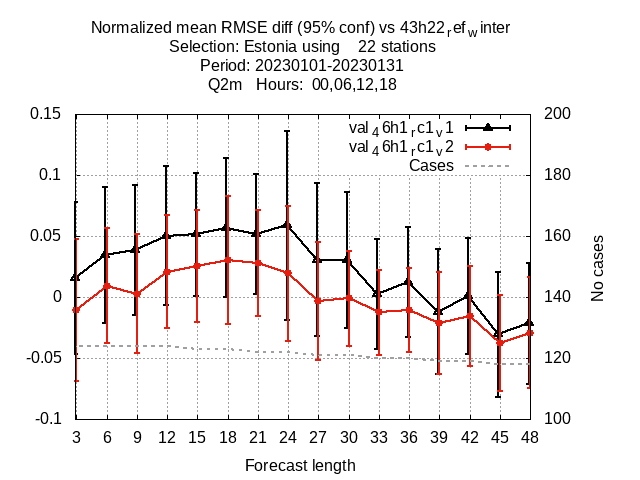 Normalized mean RMSE diff (95% conf) vs 43h22refwinter
Selection: Estonia using 22 stations
Period: 20230101-20230131
Q2m Hours: 00,06,12,18
0.15
0.1
0.05
0
-0.05
-0.1
200
180
160
140
120
100
val46h1rc1v1
val46h1rc1v2
Cases
No cases
3 6 9 12 15 18 21 24 27 30 33 36 39 42 45 48
Forecast length